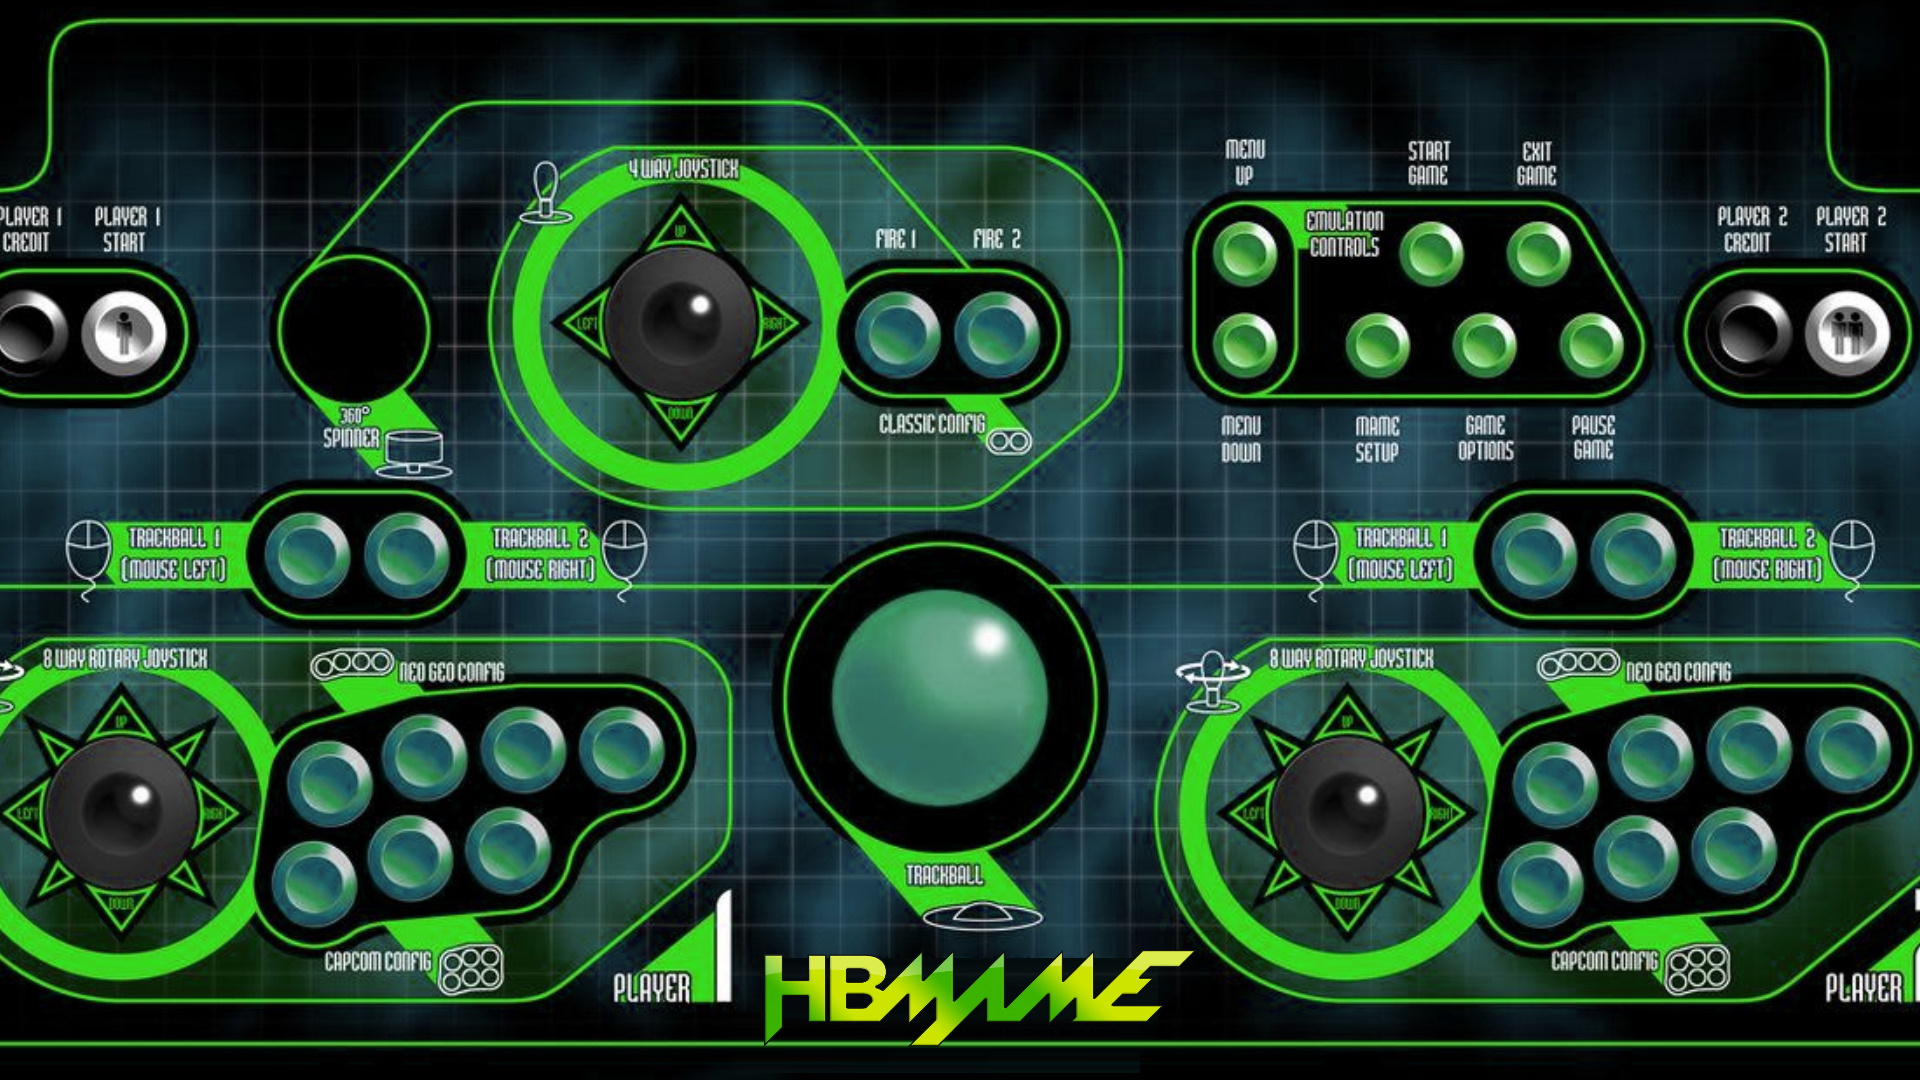 MENU
UP
START
GAME
EXIT
GAME
4 WAY JOYSTICK
PLAYER 1
CREDIT
PLAYER 1
START
UP
LEFT
RIGHT
DOWN
FIRE 1
FIRE 2
EMULATION
CONTROLS
PLAYER 2
CREDIT
PLAYER 2
START
360°
SPINNER
CLASSIC CONFIG
MENU
DOWN
MAME
SETUP
GAME
OPTIONS
PAUSE
GAME
TRACKBALL 1
(MOUSE LEFT)
TRACKBALL 2
(MOUSE RIGHT)
TRACKBALL 1
(MOUSE LEFT)
TRACKBALL 2
(MOUSE RIGHT)
8 WAY ROTARY JOYSTICK
NEO GEO CONFIG
UP
LEFT
RIGHT
DOWN
CAPCOM CONFIG
PLAYER 1
TRACKBALL
8 WAY ROTARY JOYSTICK
NEO GEO CONFIG
UP
LEFT
RIGHT
DOWN
CAPCOM CONFIG
PLAYER
HBMAME